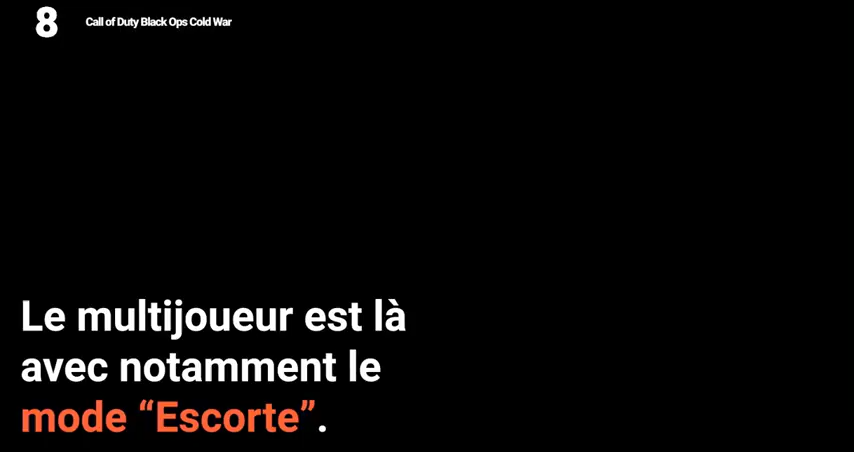 8
Call of Duty Black Ops Cold War
Le multijoueur est là
avec notamment le
mode “Escorte”.